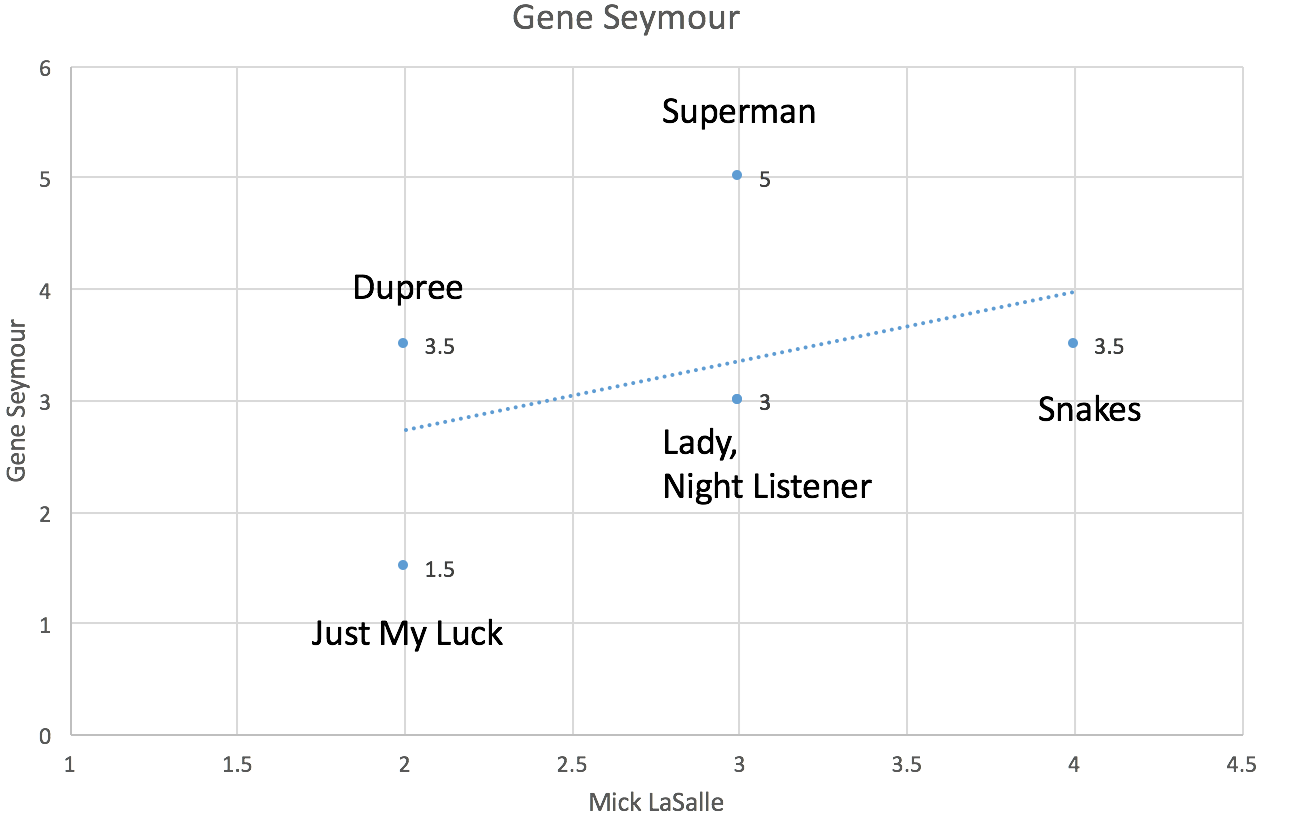 Gene Seymour
6
Superman
5
5
Dupree
4
3.5
3.5
3
3
Snakes
Lady,
Night Listener
2
1.5
Just My Luck
1
0
1 1.5 2 2.5 3 3.5 4 4.5
Gene Seymour
Mick LaSalle